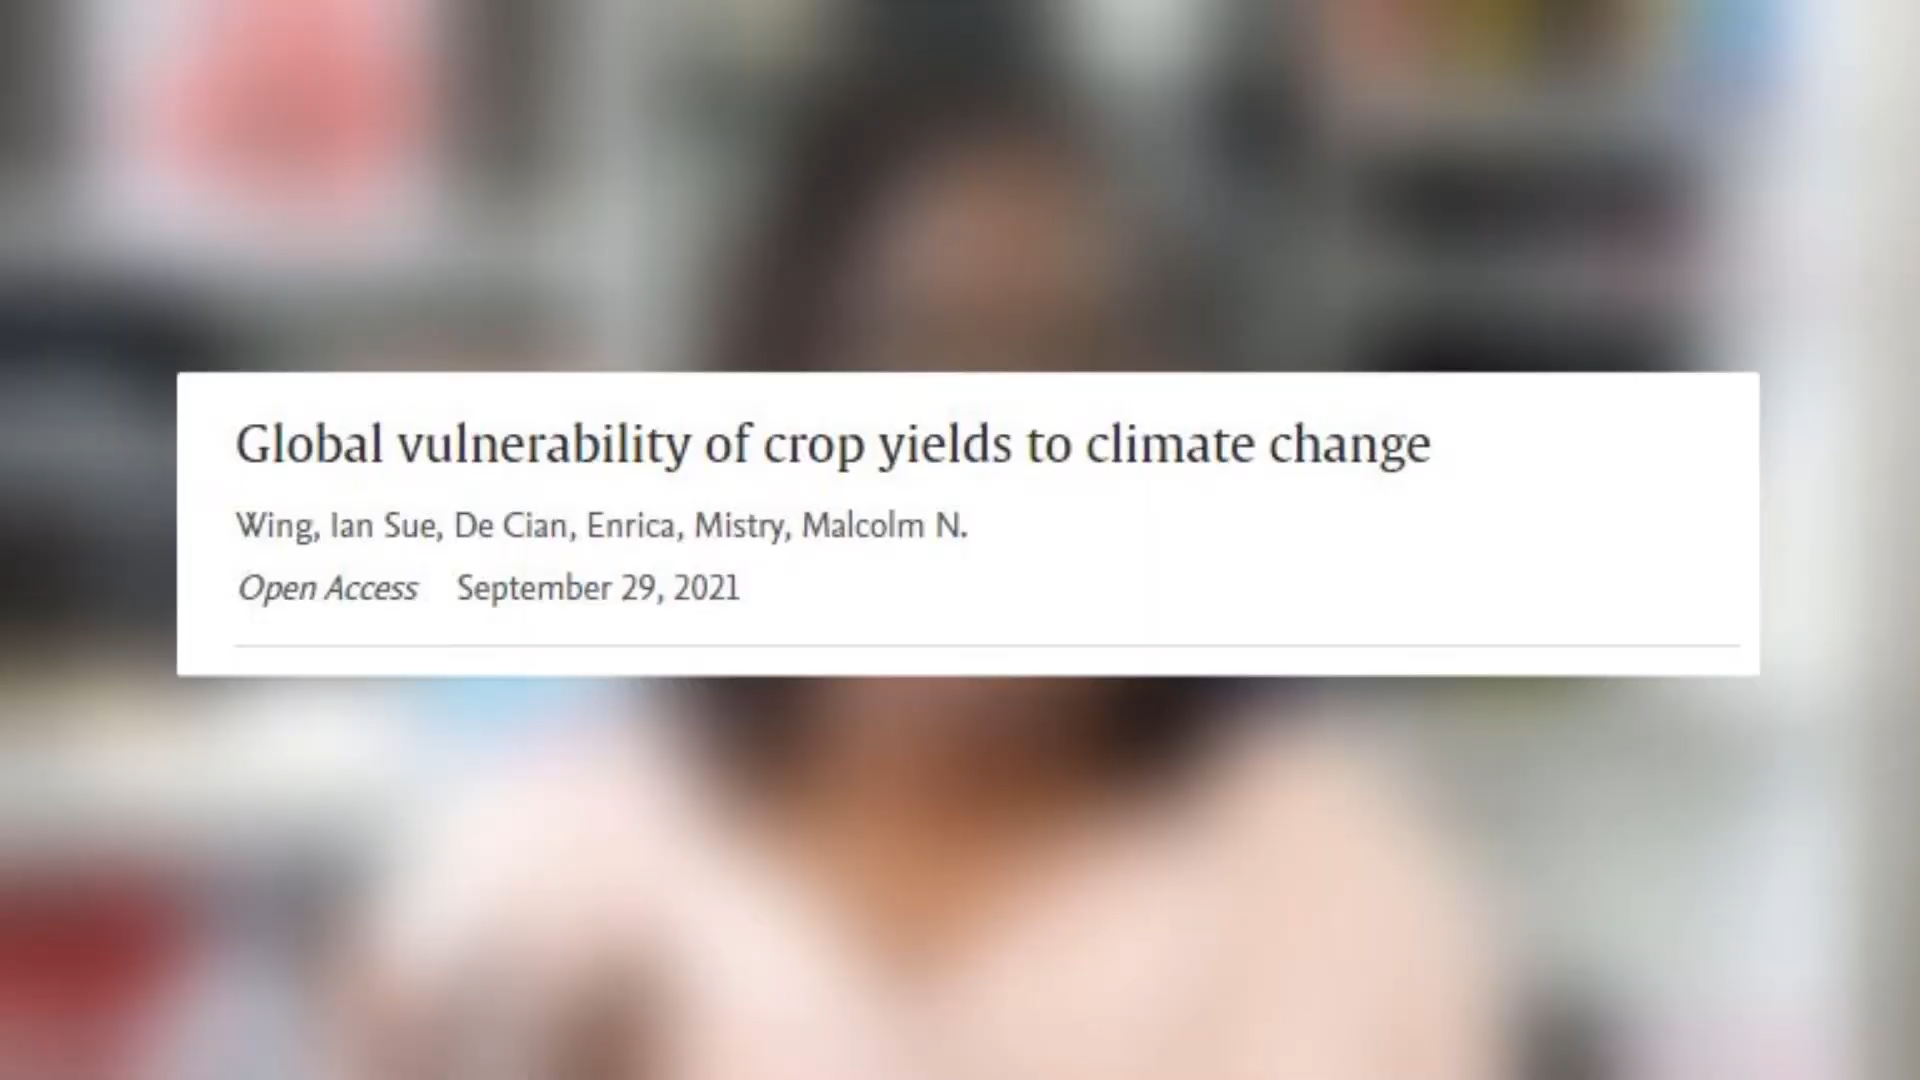 Global vulnerability of crop yields to climate change
Wing, Ian Sue, De Cian, Enrica, Mistry, Malcolm N.
Open Access September 29, 2021